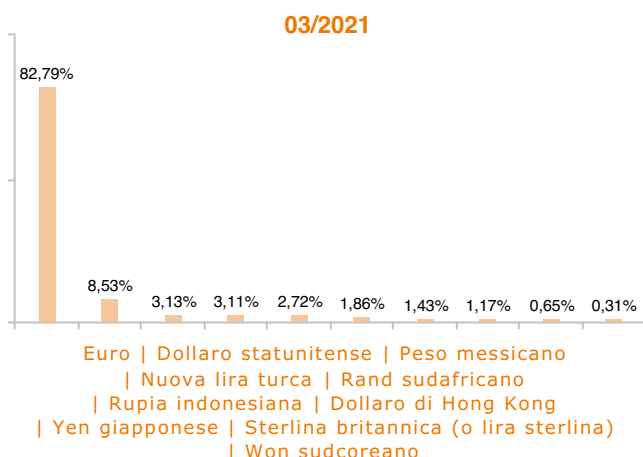 03/2021
82,79%
8,53%
3,13%
3,11%
2,72%
1,86%
1,43%
1,17%
0,65%
0,31%
Euro | Dollaro statunitense | Peso messicano
| Nuova lira turca | Rand sudafricano
| Rupia indonesiana | Dollaro di Hong Kong
| Yen giapponese | Sterlina britannica (o lira sterlina)
| Won sudcoreano